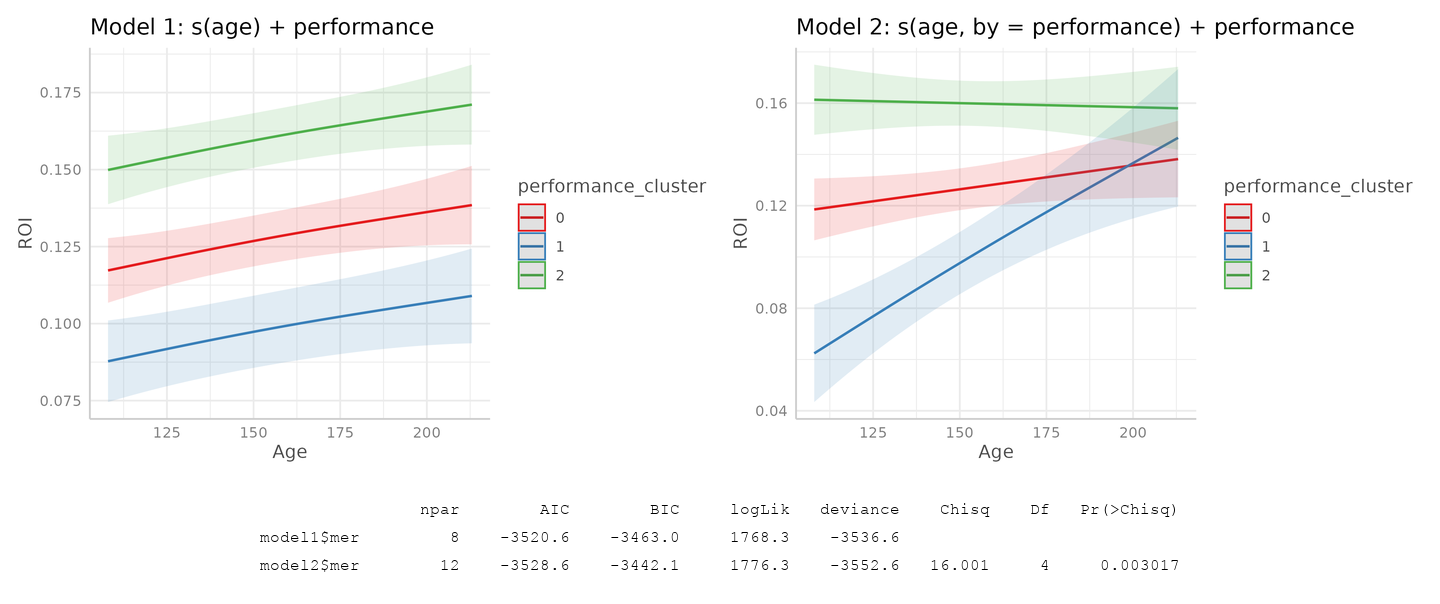 Model 1: s(age) + performance
0.175
0.150
0.125
0.100
0.075
ROI
125 150 175 200
Age
performance_cluster
0
1
2
Model 2: s(age, by = performance) + performance
0.16
0.12
0.08
0.04
ROI
125 150 175 200
Age
performance_cluster
0
1
2
npar AIC BIC logLik deviance Chisq Df Pr(>Chisq)
model1$mer 8 -3520.6 -3463.0 1768.3 -3536.6
model2$mer 12 -3528.6 -3442.1 1776.3 -3552.6 16.001 4 0.003017